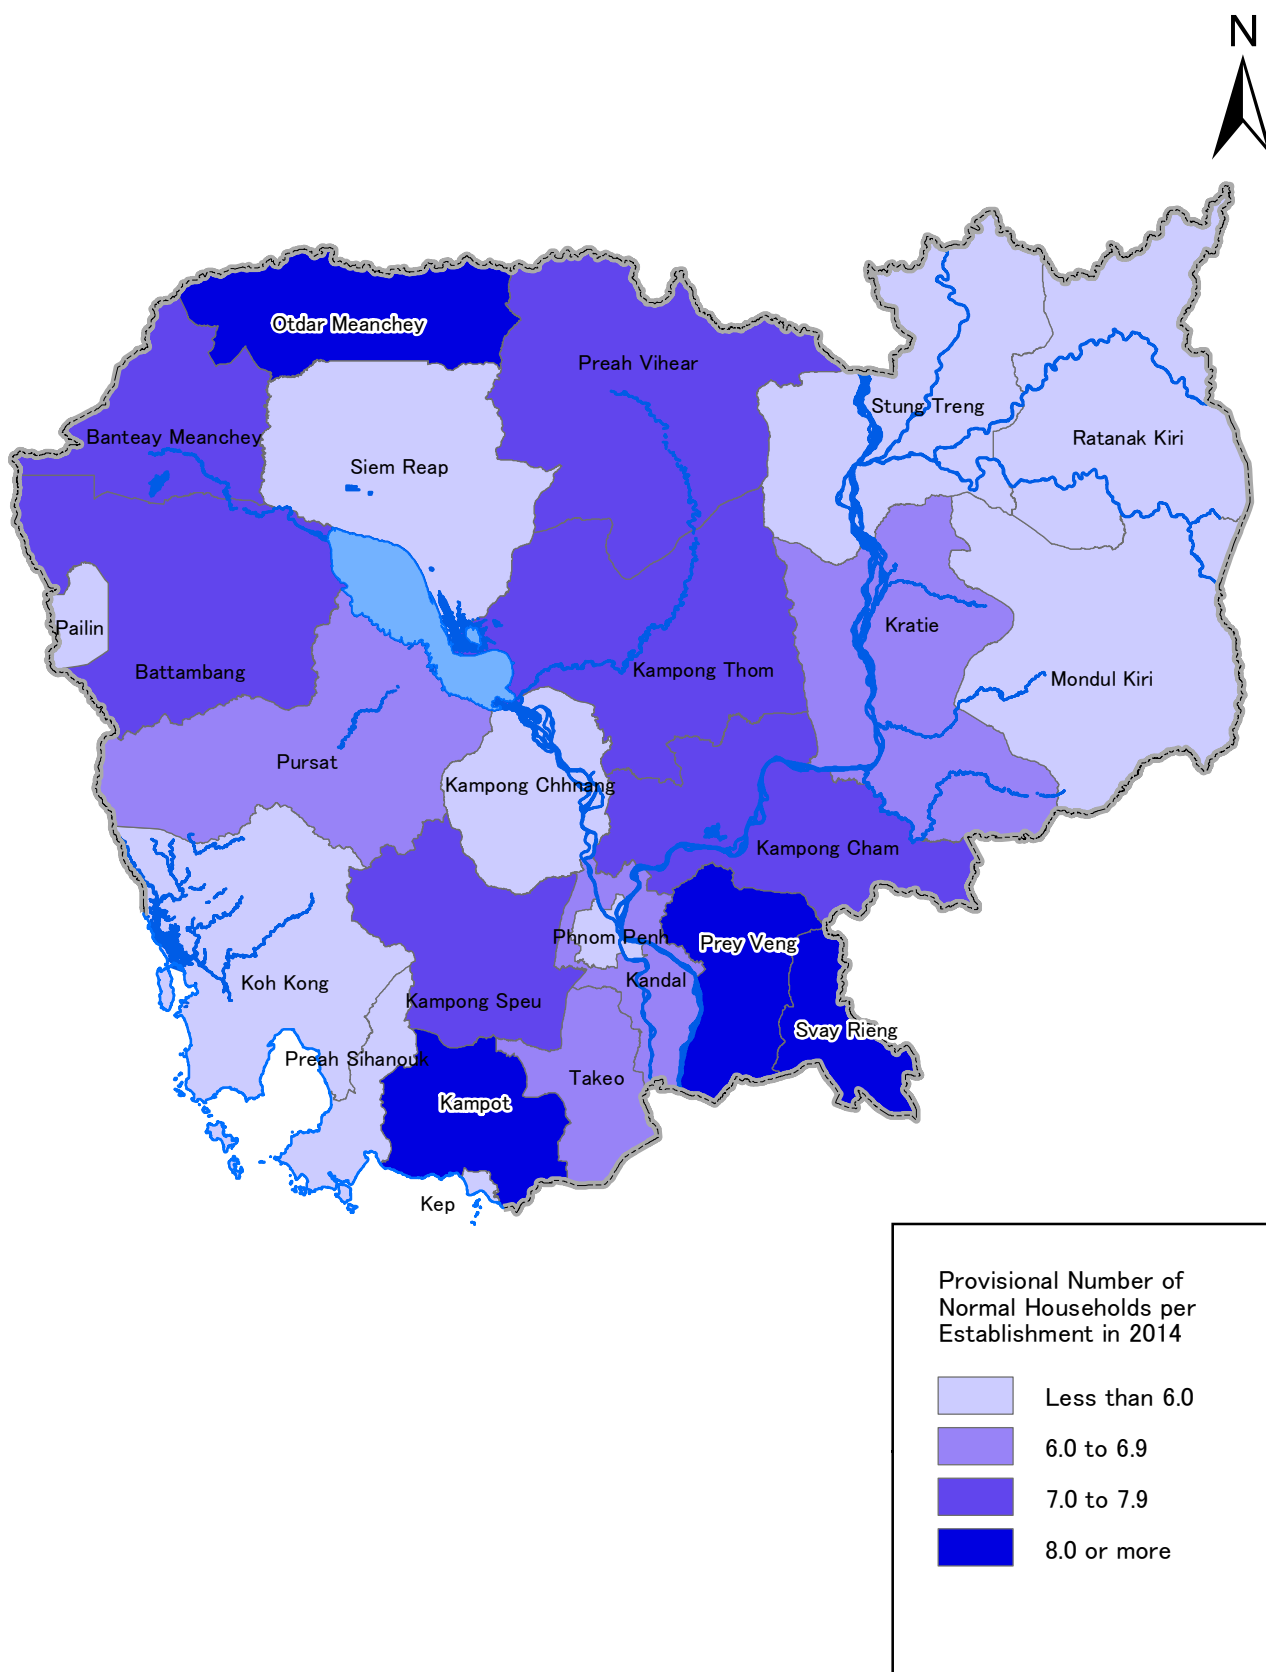 N
Otdar Meanchey
Preah Vihear
Stung Treng
Banteay Meanchey
Ratanak Kiri
Siem Reap
Pailin
Kratie
Battambang
Kampong Thom
Mondul Kiri
Pursat
Kampong Chhnang
Kampong Cham
Phnom Penh
Prey Veng
Koh Kong
Kandal
Kampong Speu
Svay Rieng
Preah Sihanouk
Takeo
Kampot
Kep
Provisional Number of
Normal Households per
Establishment in 2014
Less than 6.0
6.0 to 6.9
7.0 to 7.9
8.0 or more